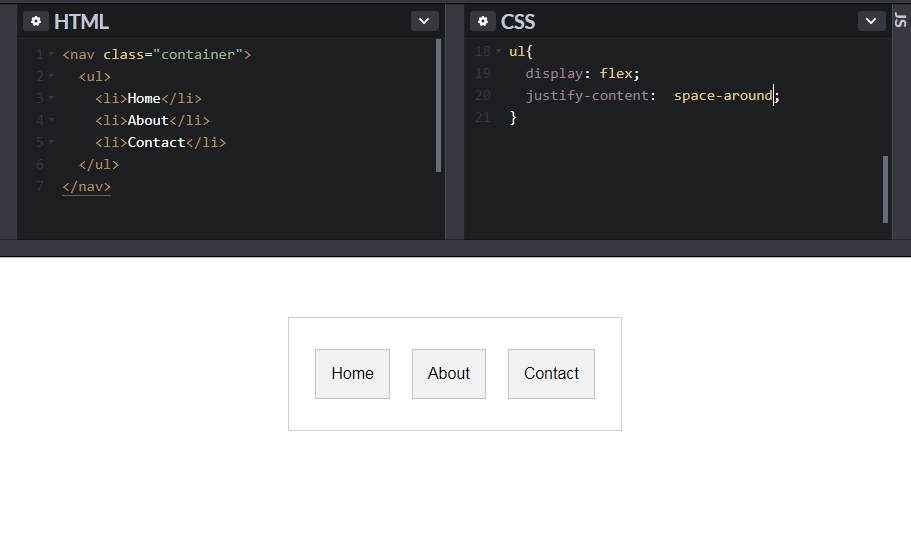 HTML
1 <nav class="container">
2 <ul>
3 <li>Home</li>
4 <li>About</li>
5 <li>Contact</li>
6 </ul>
7 </nav>
CSS
18 ul{
19 display: flex;
20 justify-content:  space-around;
21 }
JS
Home
About
Contact